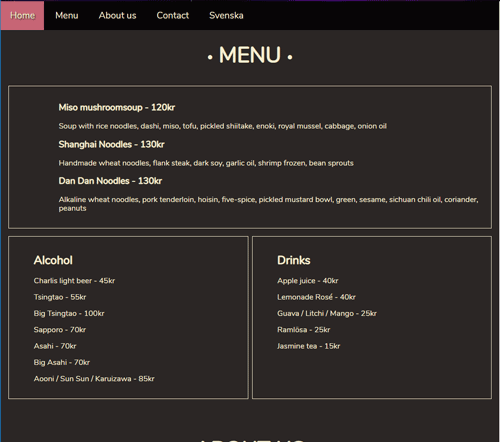 Home Menu About us Contact Svenska
• MENU •
Miso mushroomsoup - 120kr
Soup with rice noodles, dashi, miso, tofu, pickled shiitake, enoki, royal mussel, cabbage, onion oil
Shanghai Noodles - 130kr
Handmade wheat noodles, flank steak, dark soy, garlic oil, shrimp frozen, bean sprouts
Dan Dan Noodles - 130kr
Alkaline wheat noodles, pork tenderloin, hoisin, five-spice, pickled mustard bowl, green, sesame, sichuan chili oil, coriander,
peanuts
Alcohol
Charlis light beer - 45kr
Tsingtao - 55kr
Big Tsingtao - 100kr
Sapporo - 70kr
Asahi - 70kr
Big Asahi - 70kr
Aooni / Sun Sun / Karuizawa - 85kr
Drinks
Apple juice - 40kr
Lemonade Rosé - 40kr
Guava / Litchi / Mango - 25kr
Ramlösa - 25kr
Jasmine tea - 15kr
ABOUT US